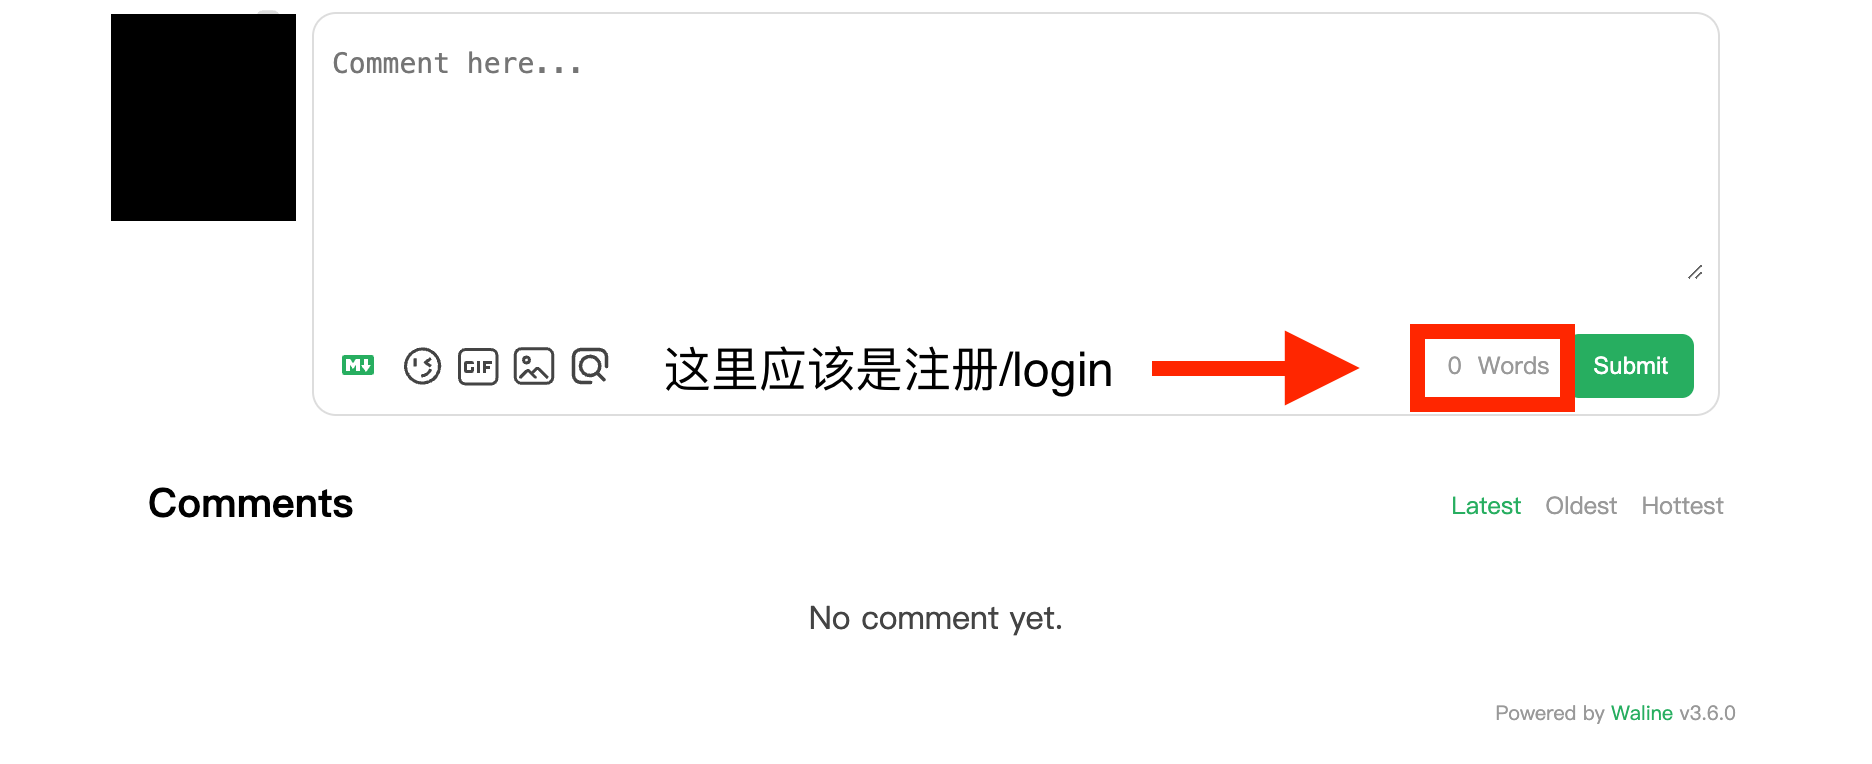 Comment here...
M↓ GIF 这里应该是注册/login 0 Words Submit
Comments Latest Oldest Hottest
No comment yet.
Powered by Waline v3.6.0